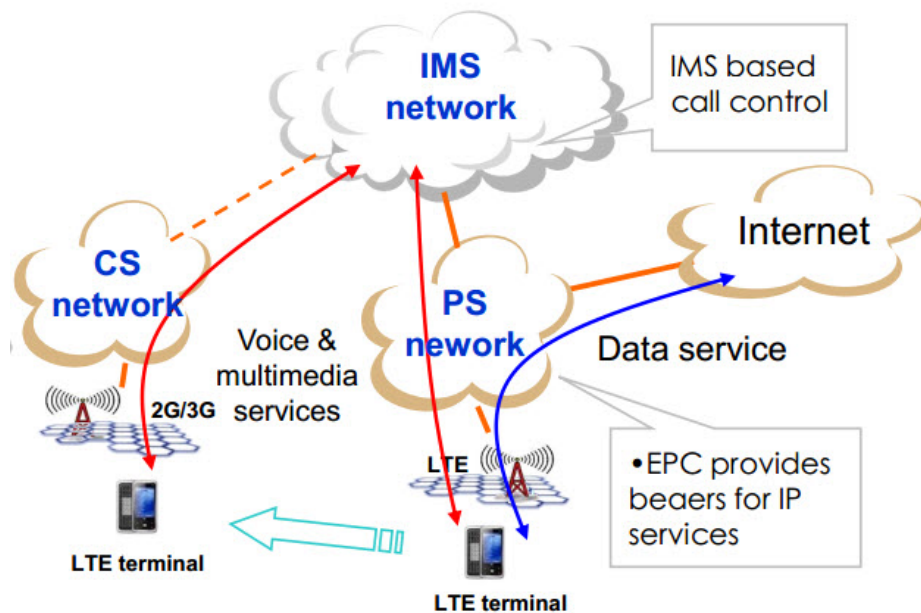 IMS
network
IMS based
call control
Internet
CS
network
PS
nework
Voice &
multimedia
services
Data service
2G/3G
LTE
•EPC provides
beaers for IP
services
LTE terminal
LTE terminal